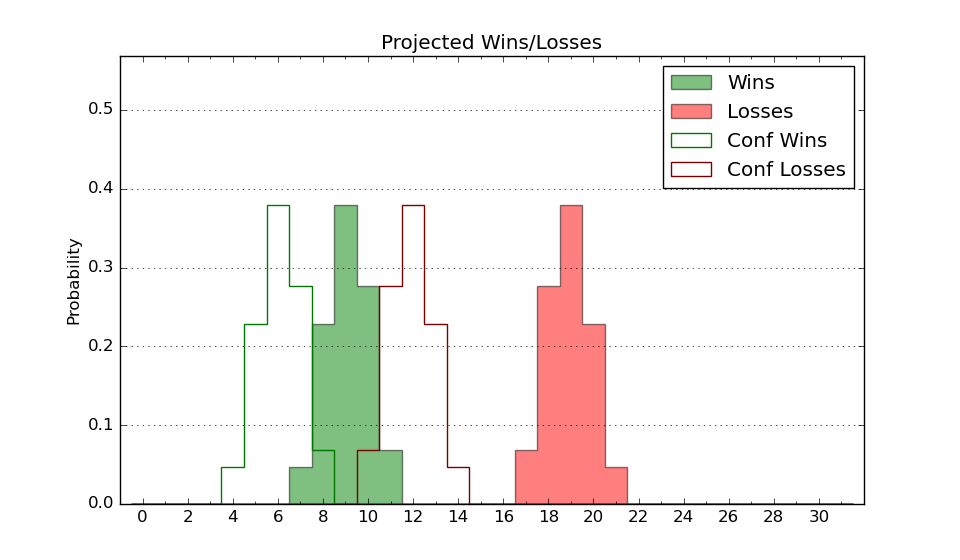 Projected Wins/Losses
Wins
Losses
Conf Wins
Conf Losses
Probability
0.5
0.4
0.3
0.2
0.1
0.0
0 2 4 6 8 10 12 14 16 18 20 22 24 26 28 30